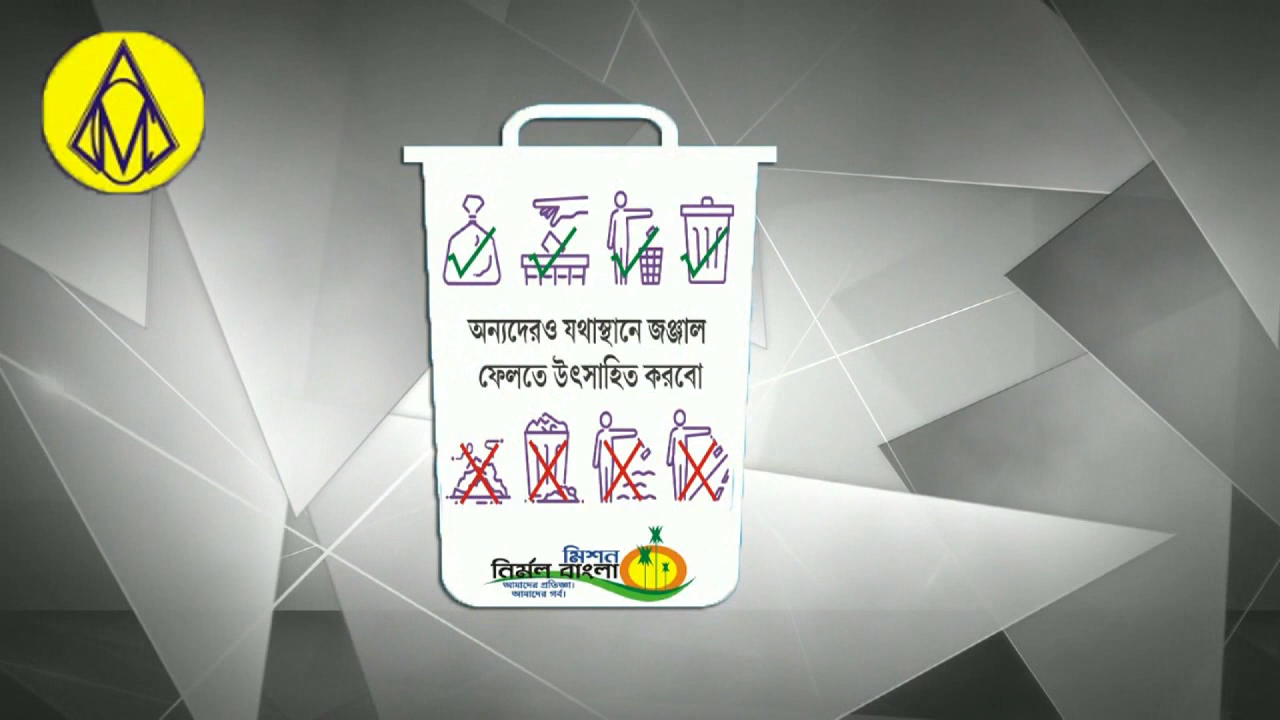 অন্যদেরও যথাস্থানে জঞ্জাল
ফেলতে উৎসাহিত করবো
মিশন
নির্মল বাংলা
আমাদের প্রতিজ্ঞা।
আমাদের গর্ব।